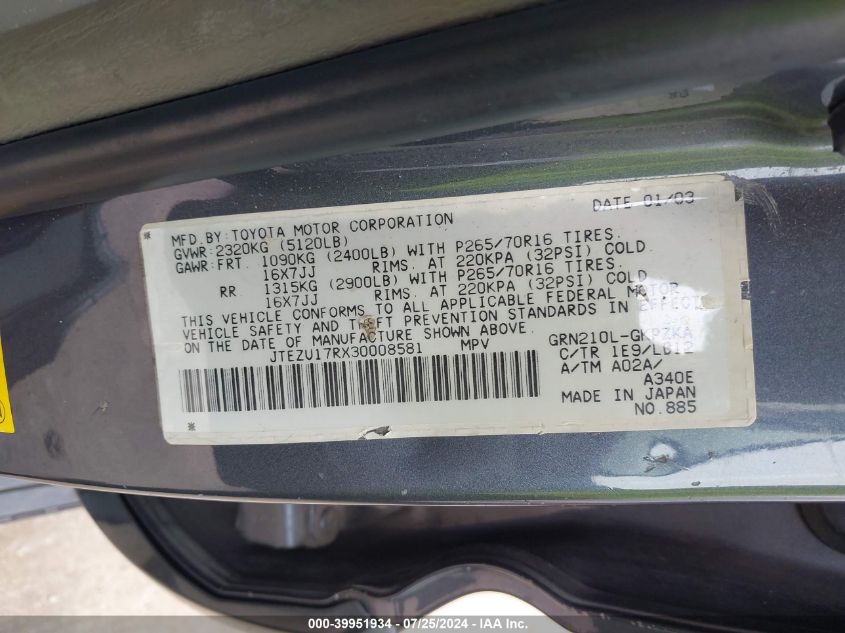 DATE 01/03
MFD.BY:TOYOTA MOTOR CORPORATION
GVWR:2320KG (5120LB)
GAWR:FRT 1090KG (2400LB) WITH P265/70R16 TIRES.
16X7JJ RIMS. AT 220KPA (32PSI) COLD.
RR 1315KG (2900LB) WITH P265/70R16 TIRES.
16X7JJ RIMS. AT 220KPA (32PSI) COLD
THIS VEHICLE CONFORMS TO ALL APPLICABLE FEDERAL MOTOR
VEHICLE SAFETY AND THEFT PREVENTION STANDARDS IN EFFECT
ON THE DATE OF MANUFACTURE SHOWN ABOVE.
JTEZU17RX30008581 MPV GRN210L-GKPZKA
C/TR 1E9/LB12
A/TM A02A/
A340E
MADE IN JAPAN
NO.885
000-39951934 - 07/25/2024 - IAA Inc.